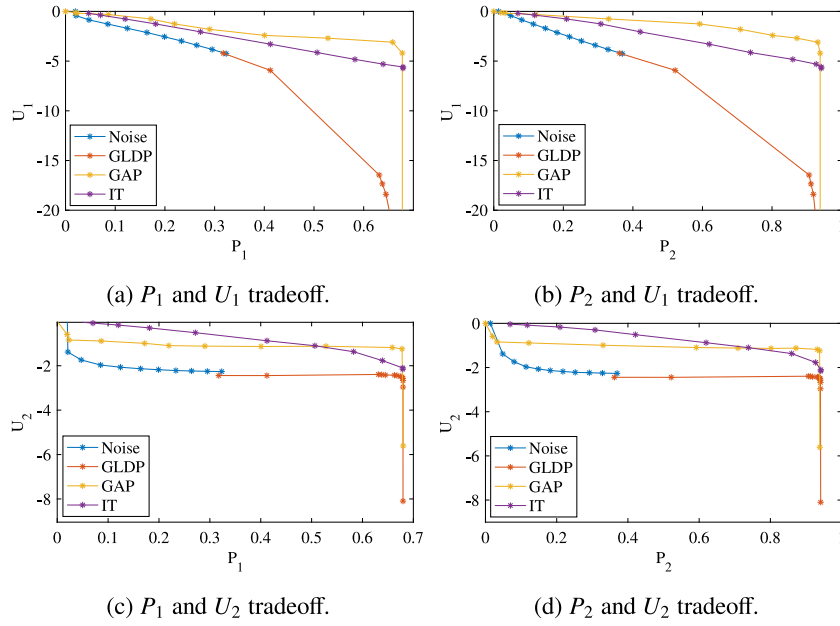 0
-5
-10
-15
-20
U1
Noise
GLDP
GAP
IT
0 0.1 0.2 0.3 0.4 0.5 0.6 0.7
P1
(a) P1 and U1 tradeoff.
0
-5
-10
-15
-20
U1
Noise
GLDP
GAP
IT
0 0.2 0.4 0.6 0.8
P2
(b) P2 and U1 tradeoff.
-2
-4
-6
-8
U2
Noise
GLDP
GAP
IT
0 0.1 0.2 0.3 0.4 0.5 0.6 0.7
P1
(c) P1 and U2 tradeoff.
0
-2
-4
-6
-8
U2
Noise
GLDP
GAP
IT
0 0.2 0.4 0.6 0.8
P2
(d) P2 and U2 tradeoff.